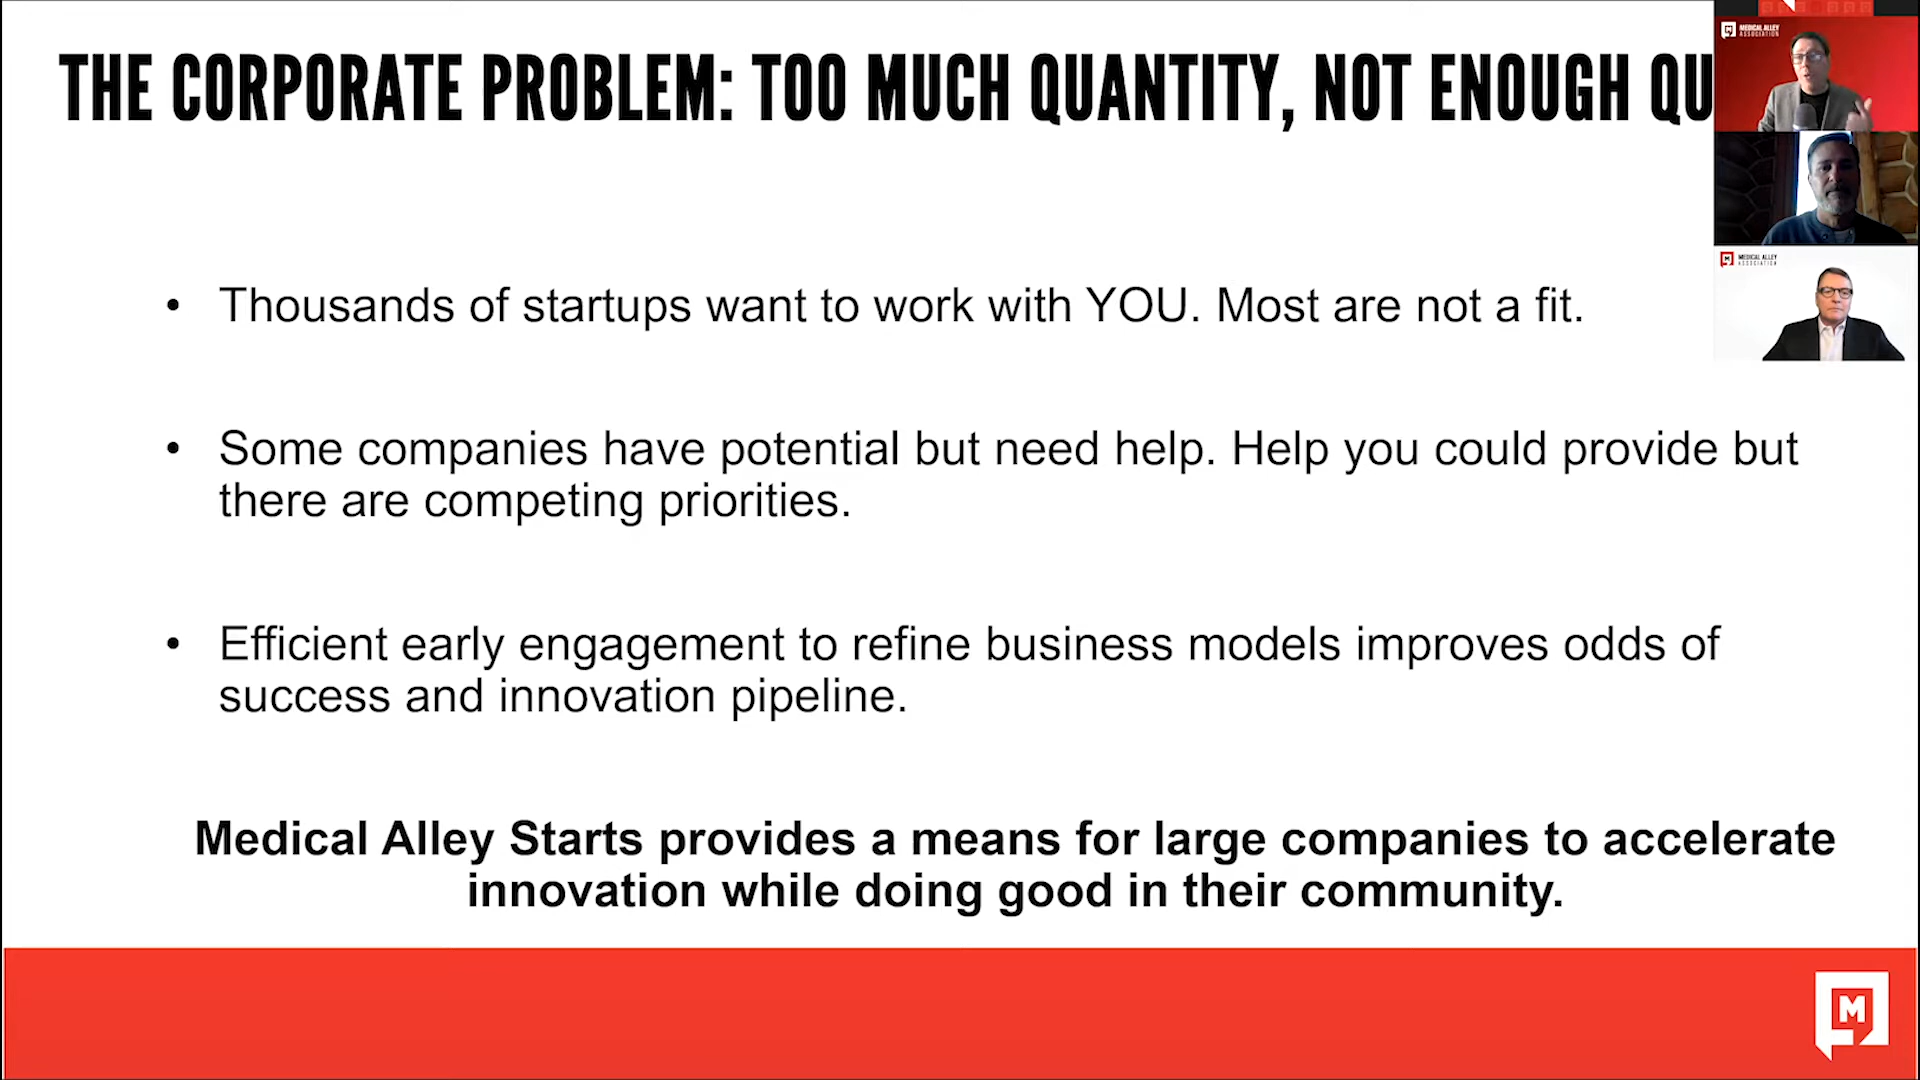 THE CORPORATE PROBLEM: TOO MUCH QUANTITY, NOT ENOUGH QU
MEDICAL ALLEY
ASSOCIATION
MEDICAL ALLEY
ASSOCIATION
• Thousands of startups want to work with YOU. Most are not a fit.
• Some companies have potential but need help. Help you could provide but
there are competing priorities.
• Efficient early engagement to refine business models improves odds of
success and innovation pipeline.
Medical Alley Starts provides a means for large companies to accelerate
innovation while doing good in their community.
M